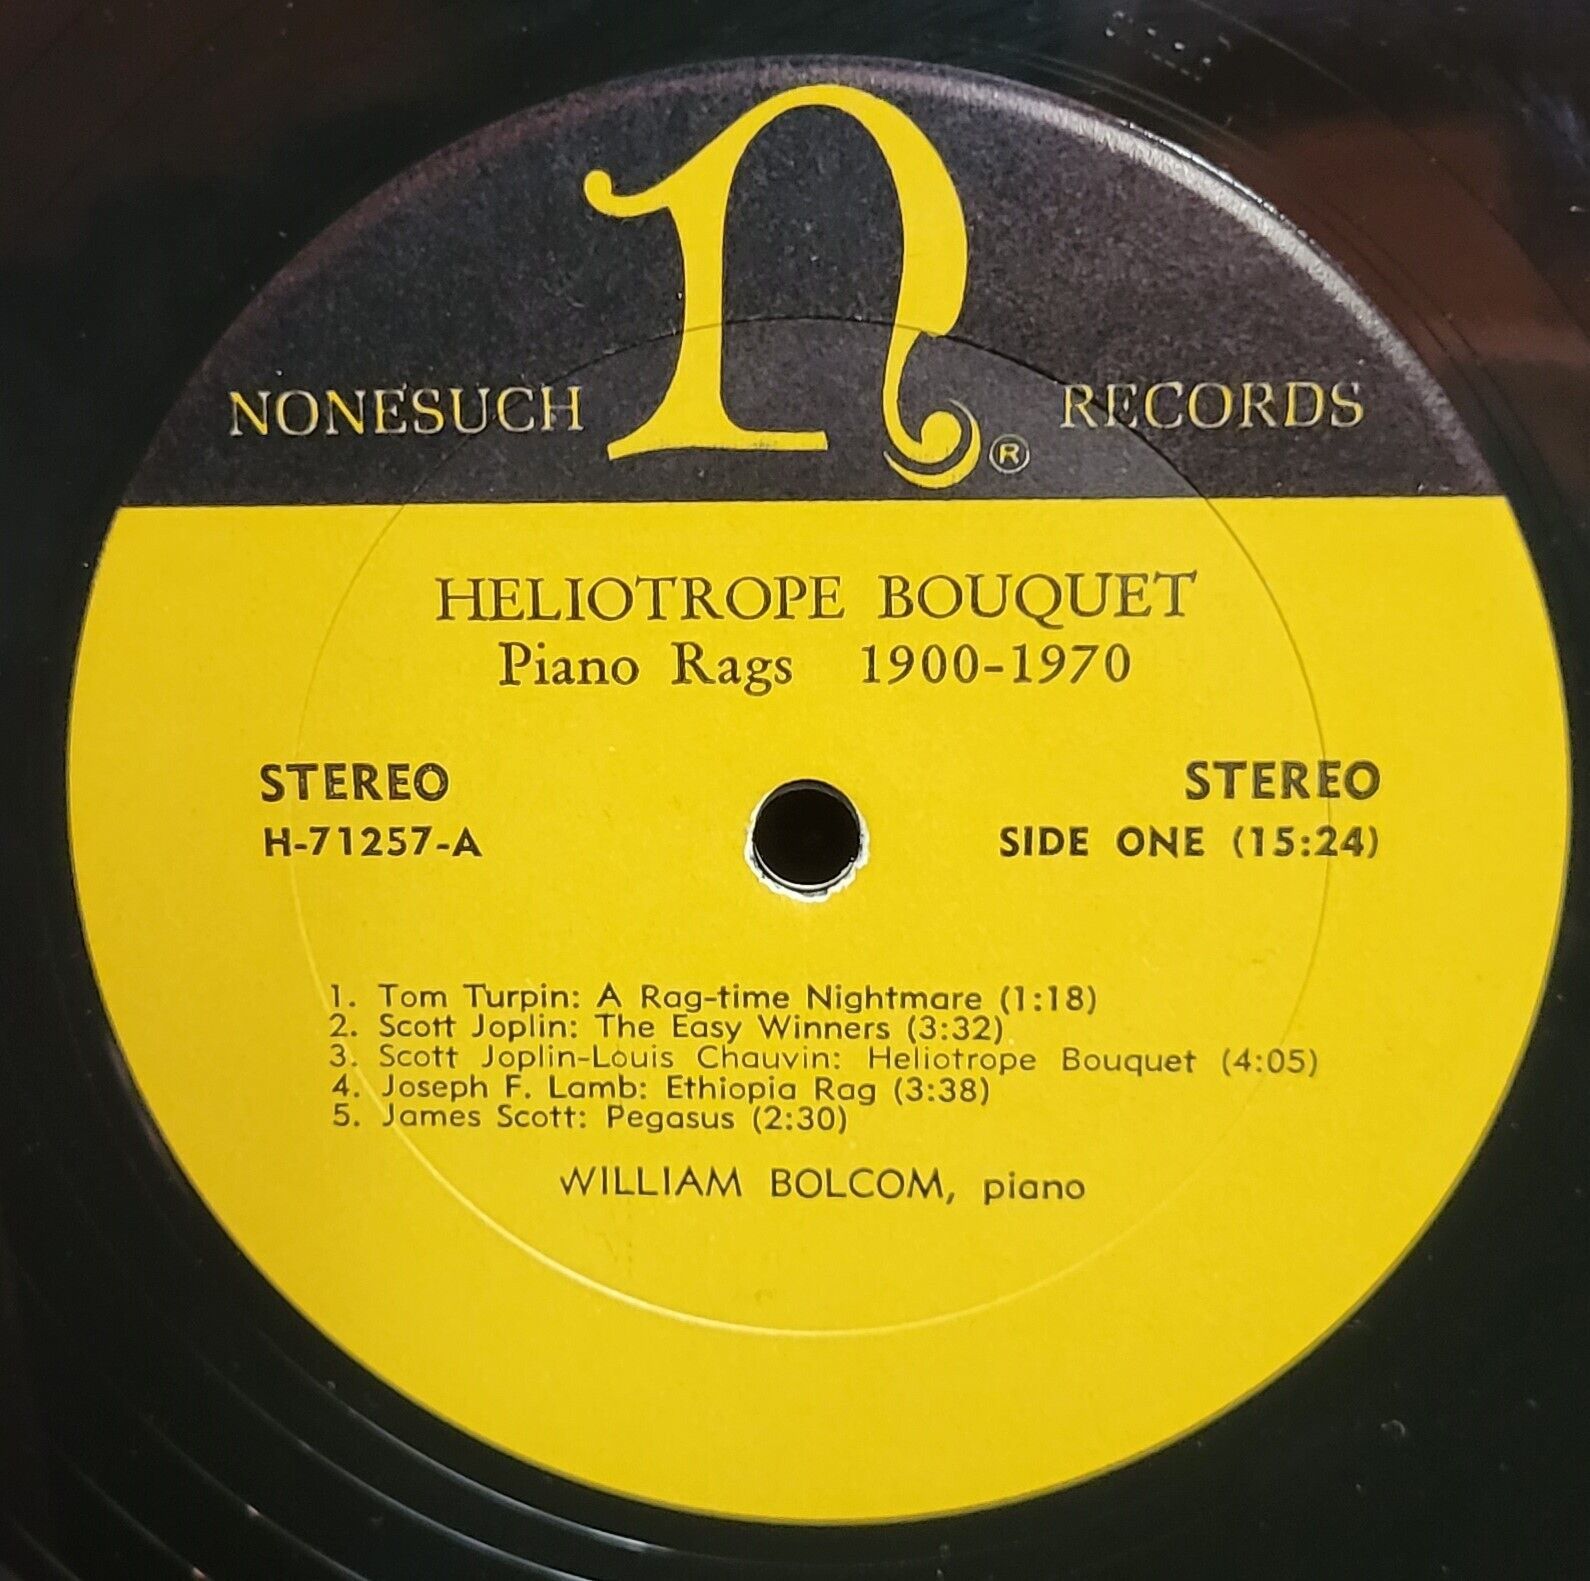 n
NONESUCH RECORDS
®
HELIOTROPE BOUQUET
Piano Rags 1900-1970
STEREO STEREO
H-71257-A SIDE ONE (15:24)
1. Tom Turpin: A Rag-time Nightmare (1:18)
2. Scott Joplin: The Easy Winners (3:32)
3. Scott Joplin-Louis Chauvin: Heliotrope Bouquet (4:05)
4. Joseph F. Lamb: Ethiopia Rag (3:38)
5. James Scott: Pegasus (2:30)
WILLIAM BOLCOM, piano